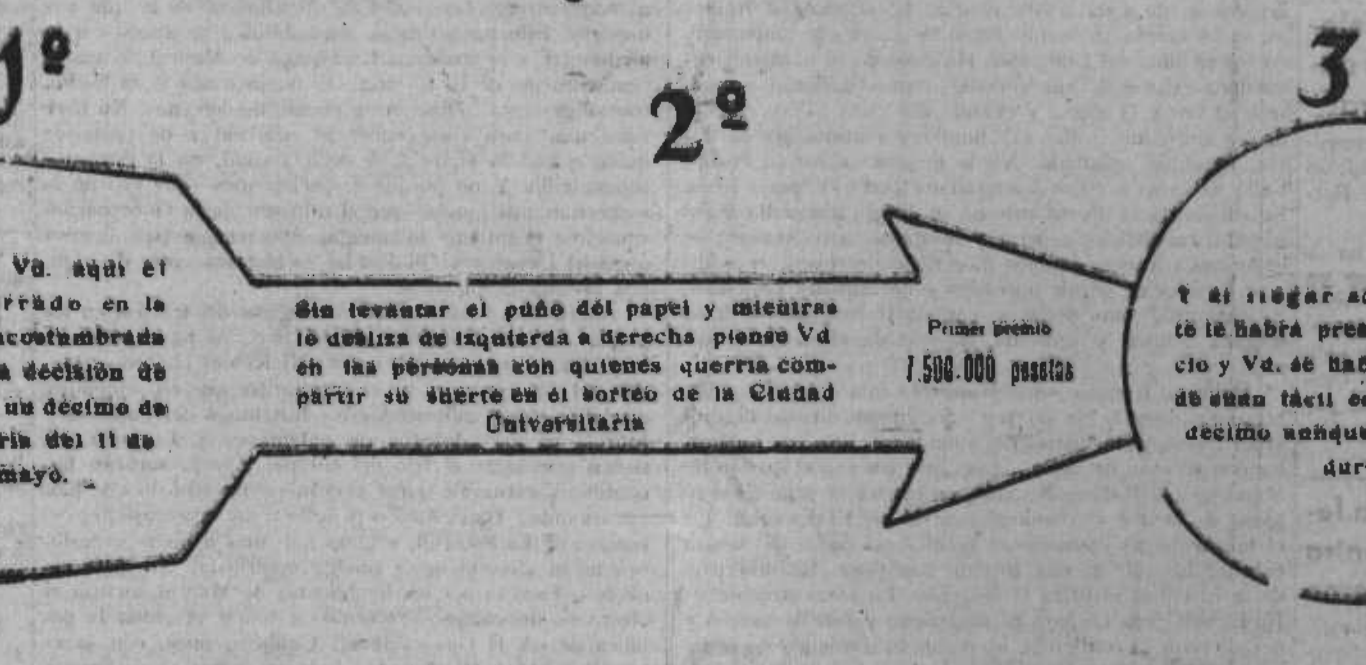 1º
2º
3
Vd. aquí el
rrado en la
acostumbrada
a decisión de
un décimo de
ría del 11 de
mayo.
Sin levantar el puño del papel y mientras
lo desliza de izquierda a derecha piense Vd
en las personas con quienes querría com-
partir su suerte en el sorteo de la Ciudad
Universitaria
Primer premio
7.500.000 pesetas
Y al llegar a
te le habrá pre
cio y Vd. se hab
de cuán fácil e
décimo aunque
dur